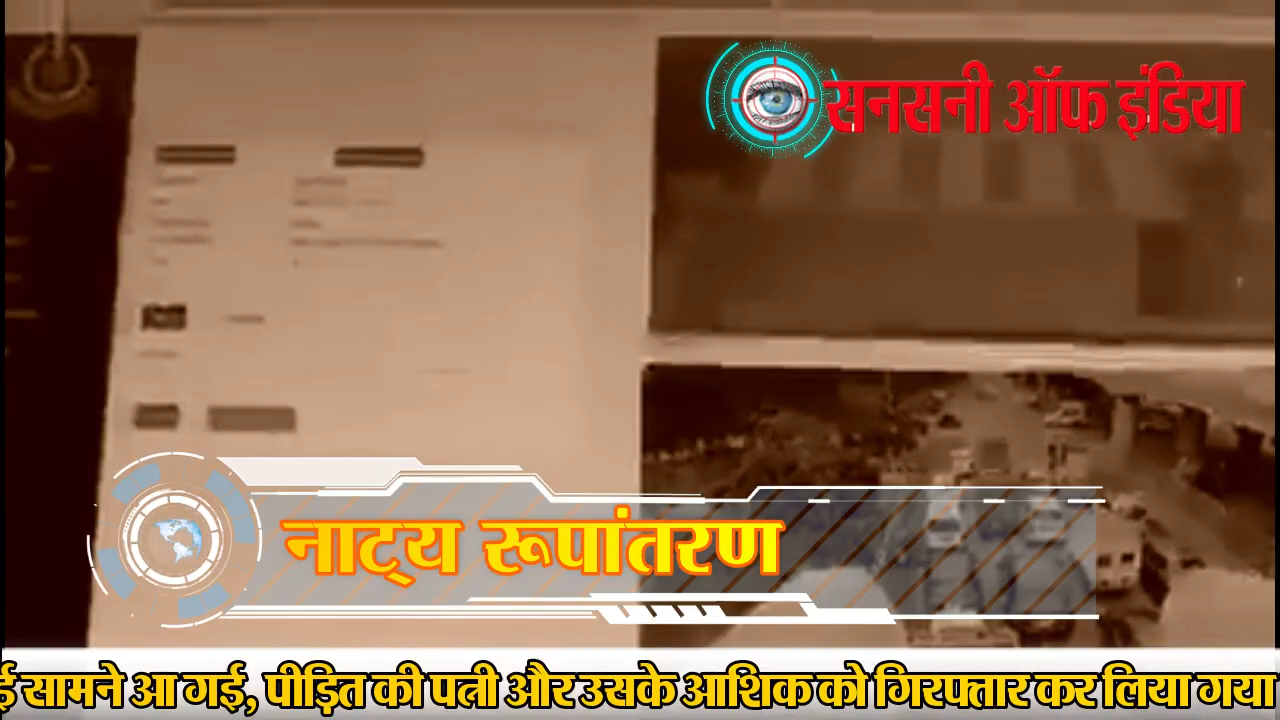 सनसनी ऑफ इंडिया
नाट्य रूपांतरण
ई सामने आ गई, पीड़ित की पत्नी और उसके आशिक को गिरफ्तार कर लिया गया